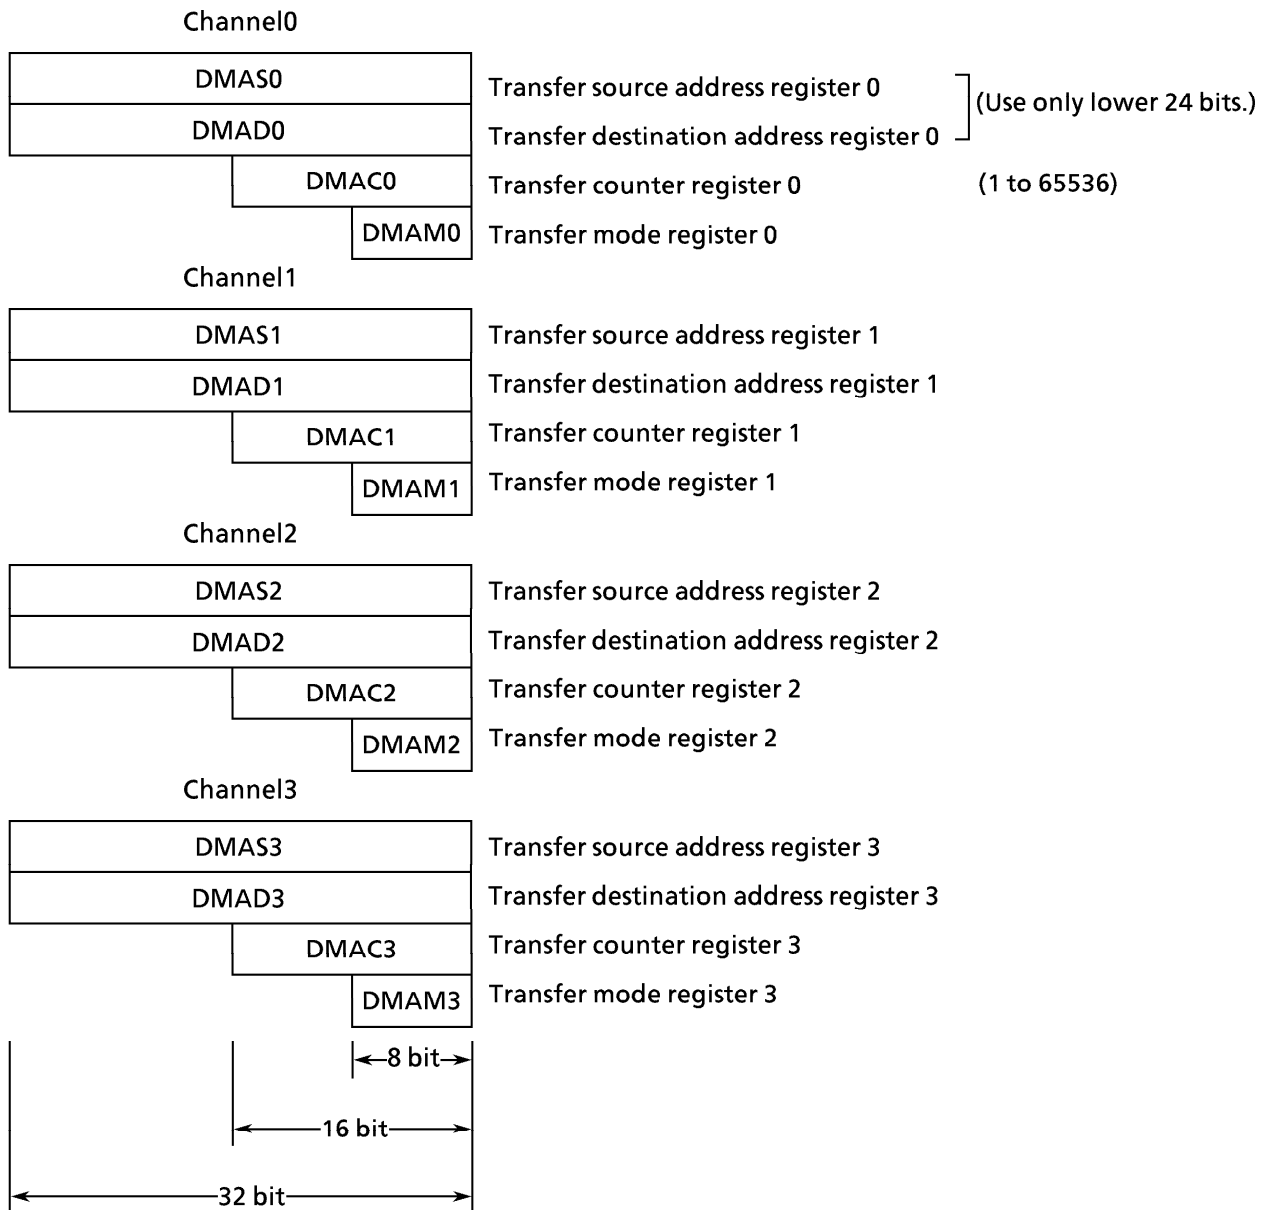 Channel0
DMAS0 Transfer source address register 0 (Use only lower 24 bits.)
DMAD0 Transfer destination address register 0
DMAC0 Transfer counter register 0 (1 to 65536)
DMAM0 Transfer mode register 0
Channel1
DMAS1 Transfer source address register 1
DMAD1 Transfer destination address register 1
DMAC1 Transfer counter register 1
DMAM1 Transfer mode register 1
Channel2
DMAS2 Transfer source address register 2
DMAD2 Transfer destination address register 2
DMAC2 Transfer counter register 2
DMAM2 Transfer mode register 2
Channel3
DMAS3 Transfer source address register 3
DMAD3 Transfer destination address register 3
DMAC3 Transfer counter register 3
DMAM3 Transfer mode register 3
8 bit
16 bit
32 bit